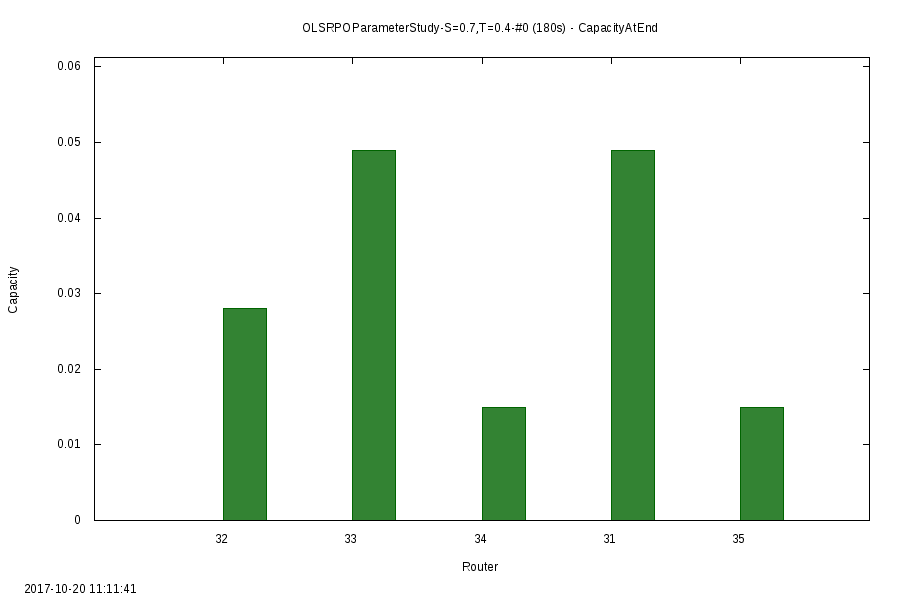 OLSRPOParameterStudy-S=0.7,T=0.4-#0 (180s) - CapacityAtEnd
0.06
0.05
0.04
0.03
0.02
0.01
0
Capacity
32 33 34 31 35
Router
2017-10-20 11:11:41